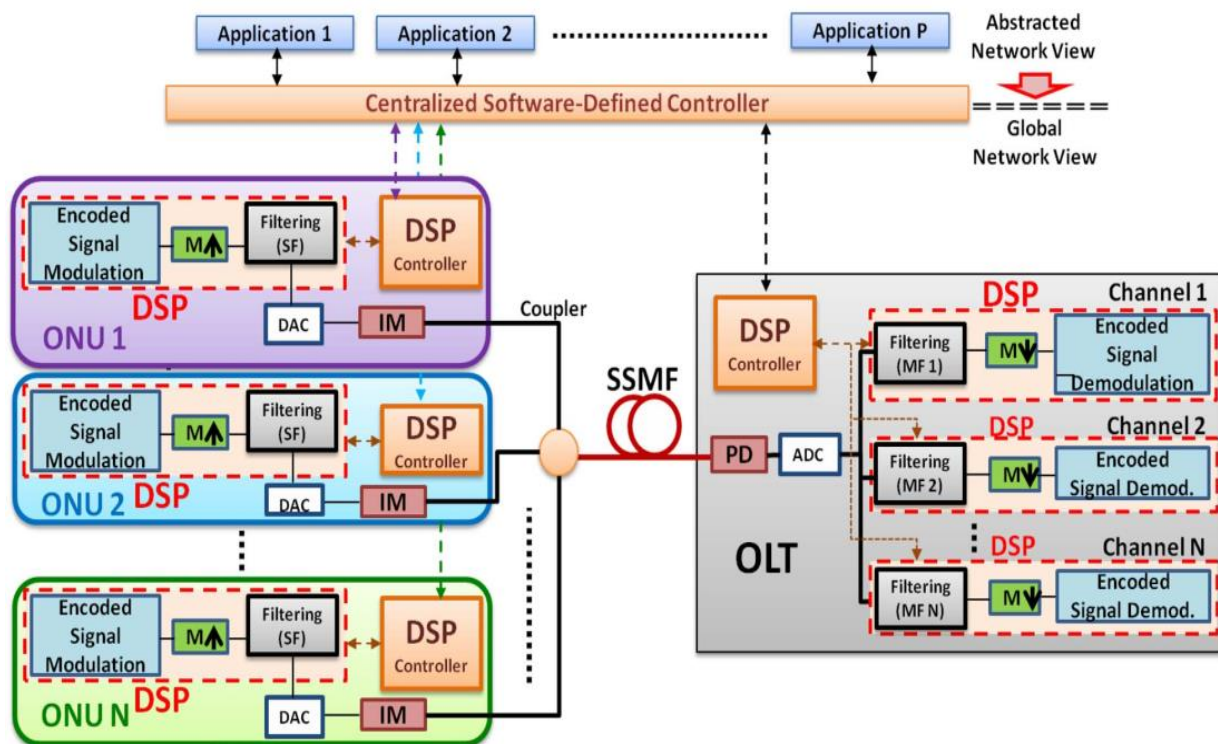 Application 1
Application 2
Application P
Abstracted
Network View
Centralized Software-Defined Controller
Global
Network View
Encoded
Signal
Modulation
M
Filtering
(SF)
DSP
Controller
DSP
DAC
IM
ONU 1
Coupler
Encoded
Signal
Modulation
M
Filtering
(SF)
DSP
Controller
DSP
DAC
IM
ONU 2
Encoded
Signal
Modulation
M
Filtering
(SF)
DSP
Controller
DSP
DAC
IM
ONU N
SSMF
DSP
Controller
PD
ADC
OLT
DSP
Channel 1
Filtering
(MF 1)
M
Encoded
Signal
Demodulation
DSP
Channel 2
Filtering
(MF 2)
M
Encoded
Signal Demod.
DSP
Channel N
Filtering
(MF N)
M
Encoded
Signal Demod.